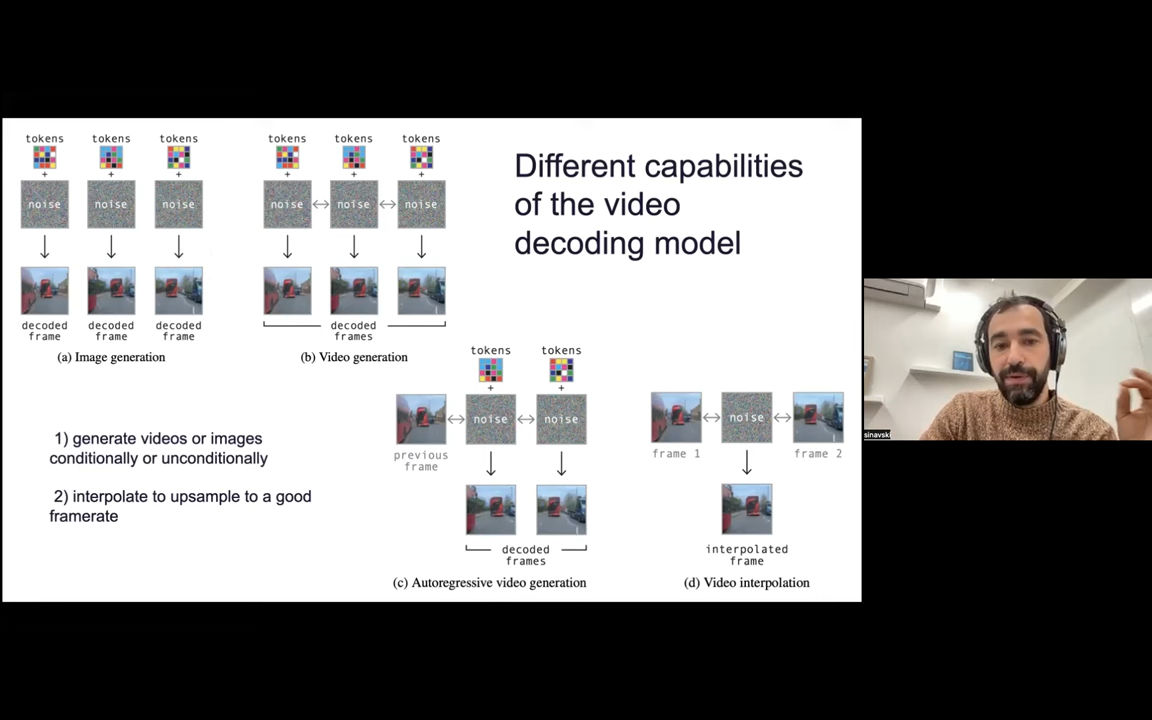 tokens tokens tokens
+ + +
noise noise noise
decoded frame decoded frame decoded frame
(a) Image generation
tokens tokens tokens
+ + +
noise noise noise
decoded
frames
(b) Video generation
Different capabilities
of the video
decoding model
1) generate videos or images
conditionally or unconditionally
2) interpolate to upsample to a good
framerate
tokens tokens
+ +
noise noise
previous
frame
decoded
frames
(c) Autoregressive video generation
noise
frame 1 frame 2
interpolated
frame
(d) Video interpolation
sinavski